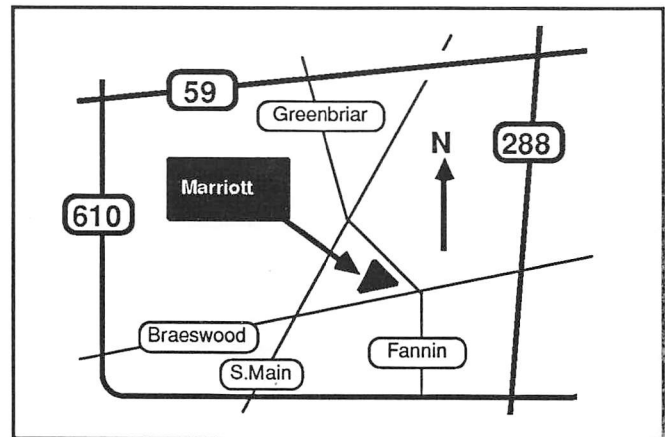 59
Greenbriar
288
N
Marriott
610
Braeswood
Fannin
S.Main